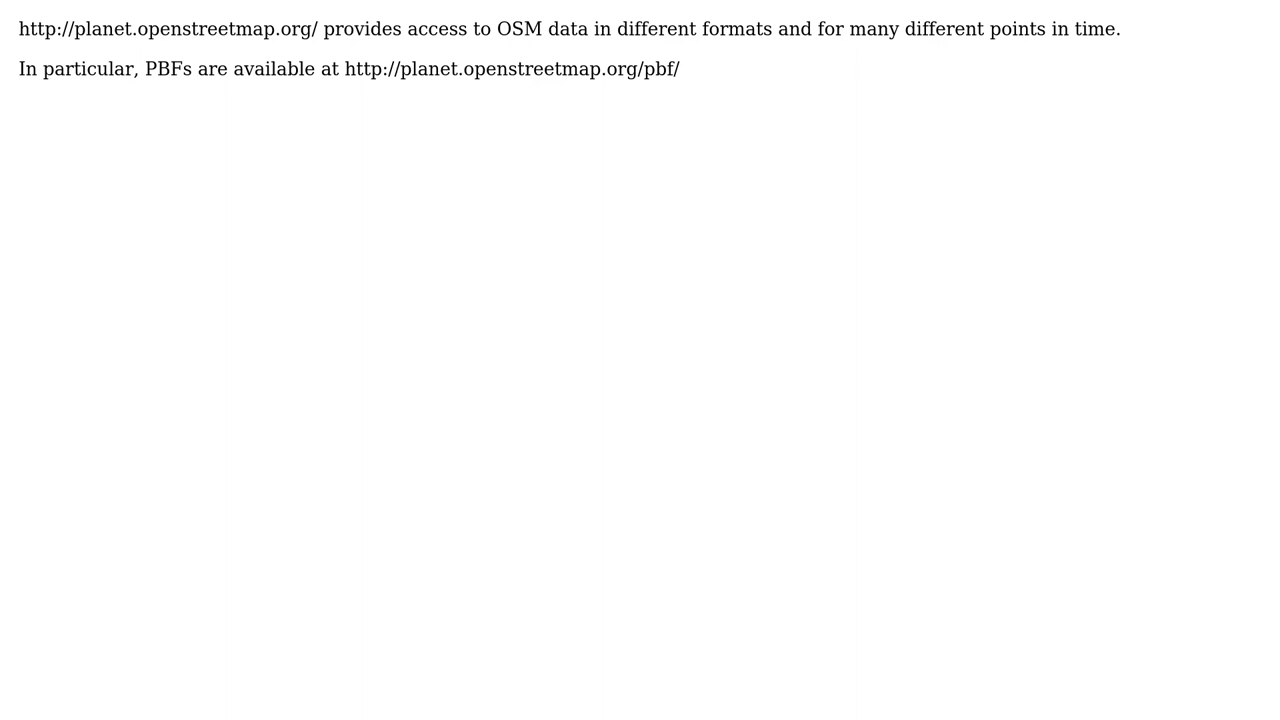 http://planet.openstreetmap.org/ provides access to OSM data in different formats and for many different points in time.
In particular, PBFs are available at http://planet.openstreetmap.org/pbf/